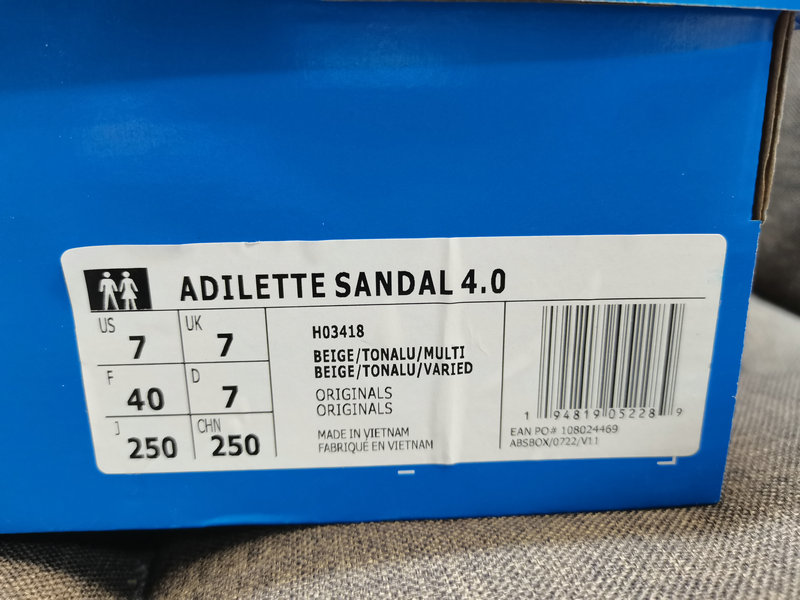 ADILETTE SANDAL 4.0
US 7 UK 7
F 40 D 7
J 250 CHN 250
H03418
BEIGE/TONALU/MULTI
BEIGE/TONALU/VARIED
ORIGINALS
ORIGINALS
MADE IN VIETNAM
FABRIQUÉ EN VIETNAM
1 94819 05228 9
EAN PO# 108024469
ABSBOX/0722/V11